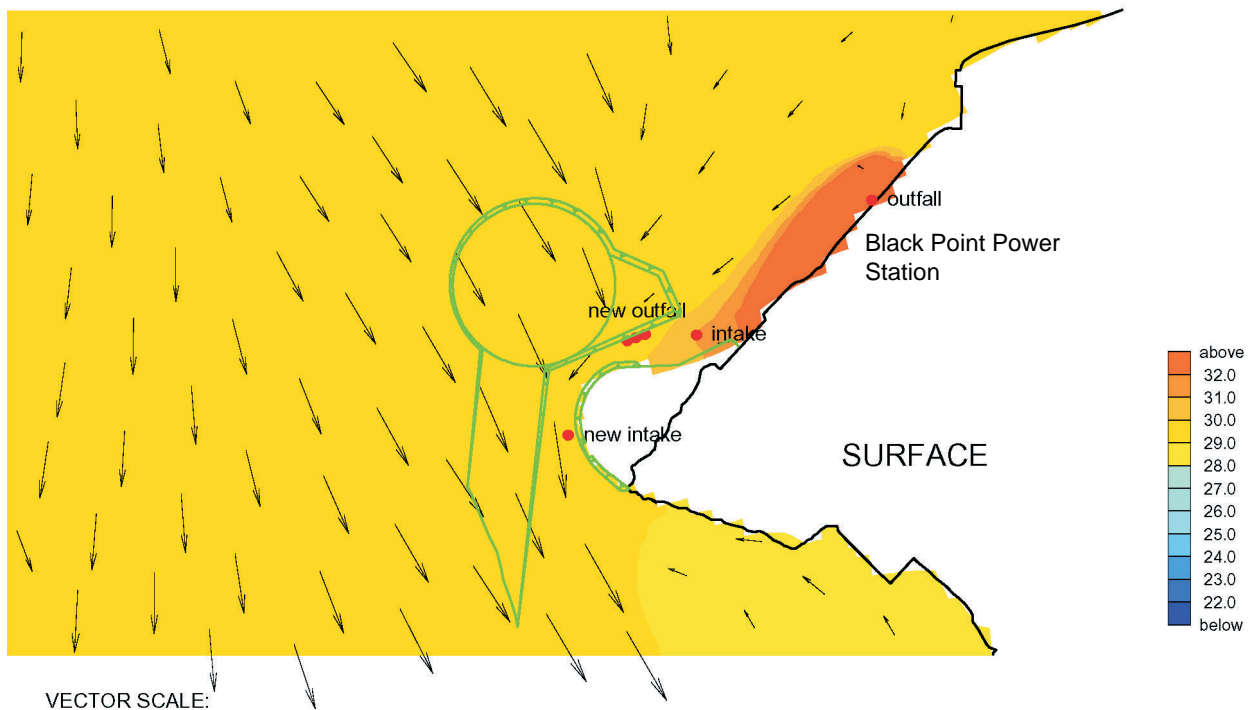 outfall
Black Point Power
Station
new outfall
intake
new intake
SURFACE
above
32.0
31.0
30.0
29.0
28.0
27.0
26.0
25.0
24.0
23.0
22.0
below
VECTOR SCALE: